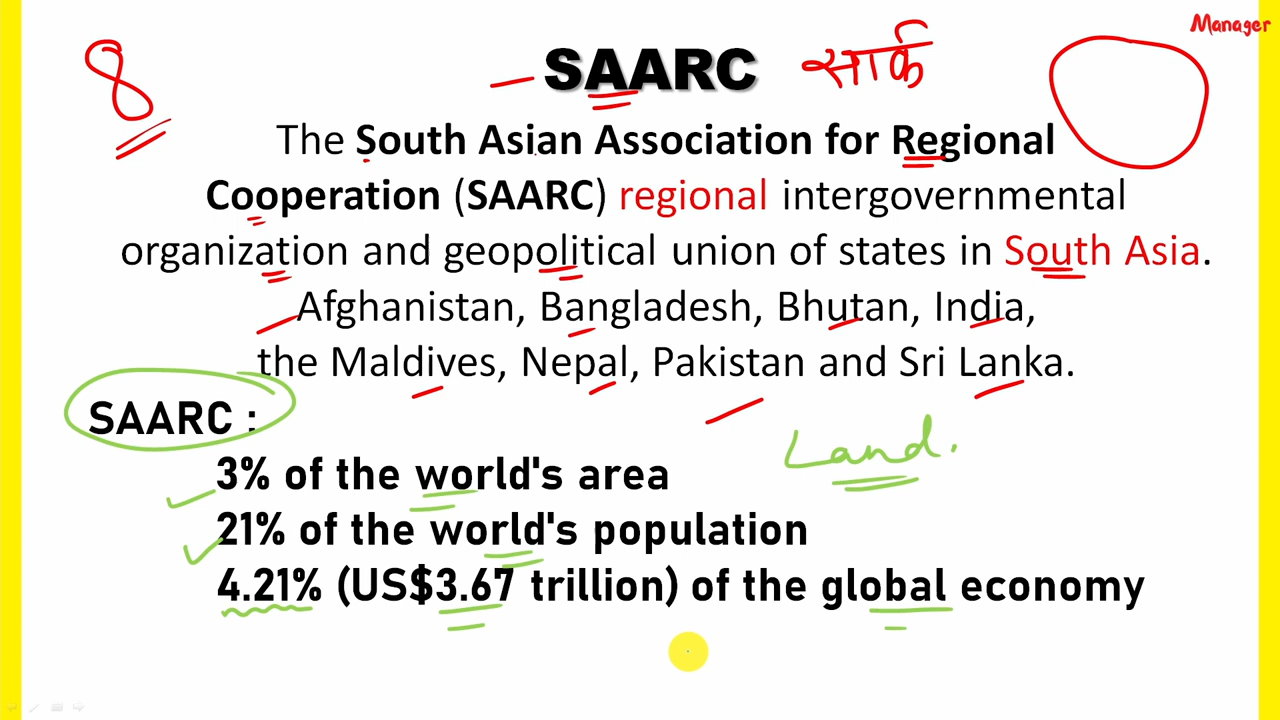 Manager
8
SAARC सार्क
The South Asian Association for Regional
Cooperation (SAARC) regional intergovernmental
organization and geopolitical union of states in South Asia.
Afghanistan, Bangladesh, Bhutan, India,
the Maldives, Nepal, Pakistan and Sri Lanka.
SAARC :
Land.
3% of the world's area
21% of the world's population
4.21% (US$3.67 trillion) of the global economy